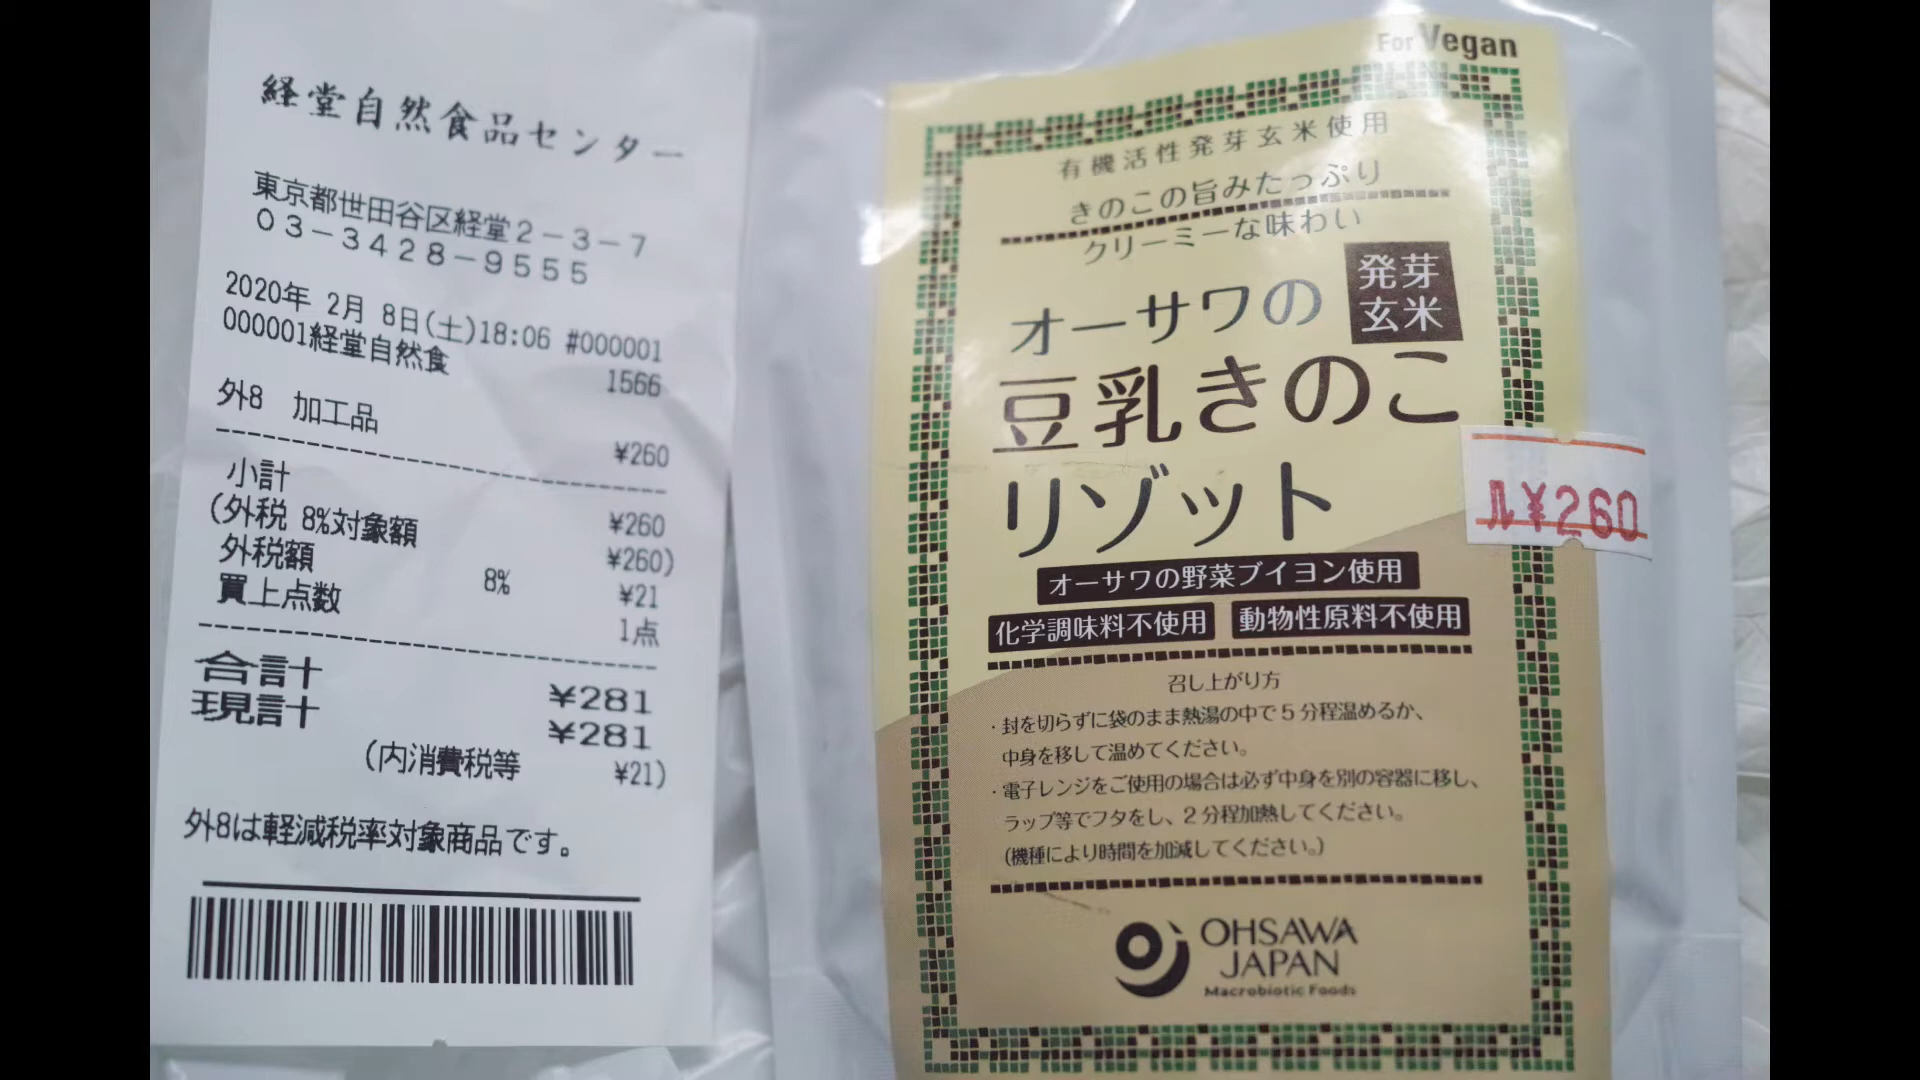 経堂自然食品センター
東京都世田谷区経堂2-3-7
03-3428-9555
2020年 2月 8日(土)18:06 #000001
000001経堂自然食 1566
外8 加工品 ¥260
小計 ¥260
(外税 8%対象額 ¥260)
外税額 8% ¥21
買上点数 1点
合計 ¥281
現計 ¥281
(内消費税等 ¥21)
外8は軽減税率対象商品です。
For Vegan
有機活性発芽玄米使用
きのこの旨みたっぷり
クリーミーな味わい
オーサワの
発芽
玄米
豆乳きのこ
リゾット
ル¥260
オーサワの野菜ブイヨン使用
化学調味料不使用 動物性原料不使用
召し上がり方
・封を切らずに袋のまま熱湯の中で5分程温めるか、
中身を移して温めてください。
・電子レンジをご使用の場合は必ず中身を別の容器に移し、
ラップ等でフタをし、2分程加熱してください。
(機種により時間を加減してください。)
OHSAWA
JAPAN
Macrobiotic Foods